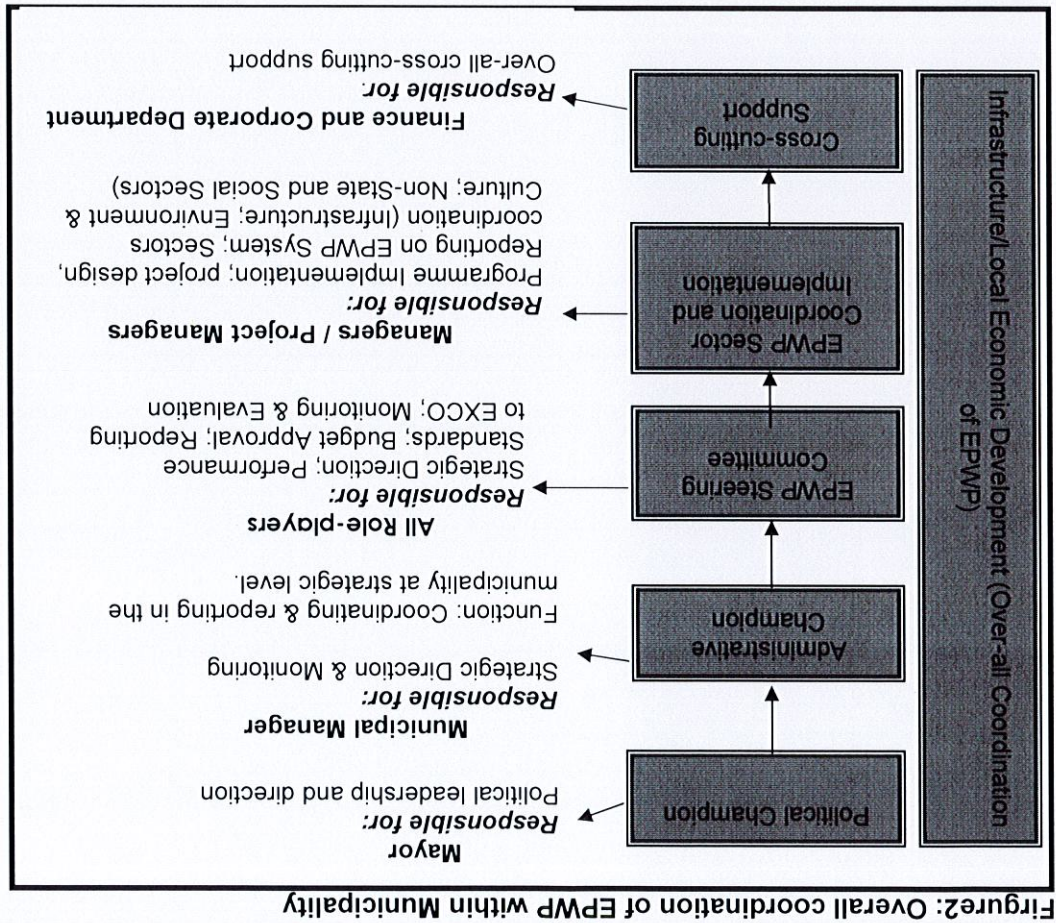 Firgure2: Overall coordination of EPWP within Municipality
Infrastructure/Local Economic Development (Over-all Coordination
of EPWP)
Political Champion
Mayor
Responsible for:
Political leadership and direction
Administrative
Champion
Municipal Manager
Responsible for:
Strategic Direction & Monitoring
Function: Coordinating & reporting in the
municipality at strategic level.
EPWP Steering
Committee
All Role-players
Responsible for:
Strategic Direction; Performance
Standards; Budget Approval; Reporting
to EXCO; Monitoring & Evaluation
EPWP Sector
Coordination and
Implementation
Managers / Project Managers
Responsible for:
Programme Implementation; project design,
Reporting on EPWP System; Sectors
coordination (Infrastructure; Environment &
Culture; Non-State and Social Sectors)
Cross-cutting
Support
Finance and Corporate Department
Responsible for:
Over-all cross-cutting support